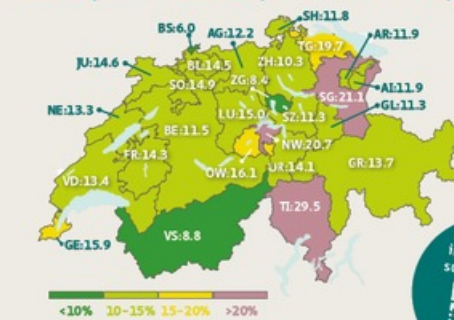 SH:11.8
BS:6.0
AG:12.2
AR:11.9
TG:19.7
JU:14.6
BL:14.5
ZH:10.3
SO:14.9
ZG:8.4
SG:21.1
AI:11.9
NE:13.3
LU:15.0
SZ:11.3
GL:11.3
BE:11.5
FR:14.3
NW:20.7
OW:16.1
UR:14.1
GR:13.7
VD:13.4
TI:29.5
VS:8.8
GE:15.9
<10% 10-15% 15-20% >20%